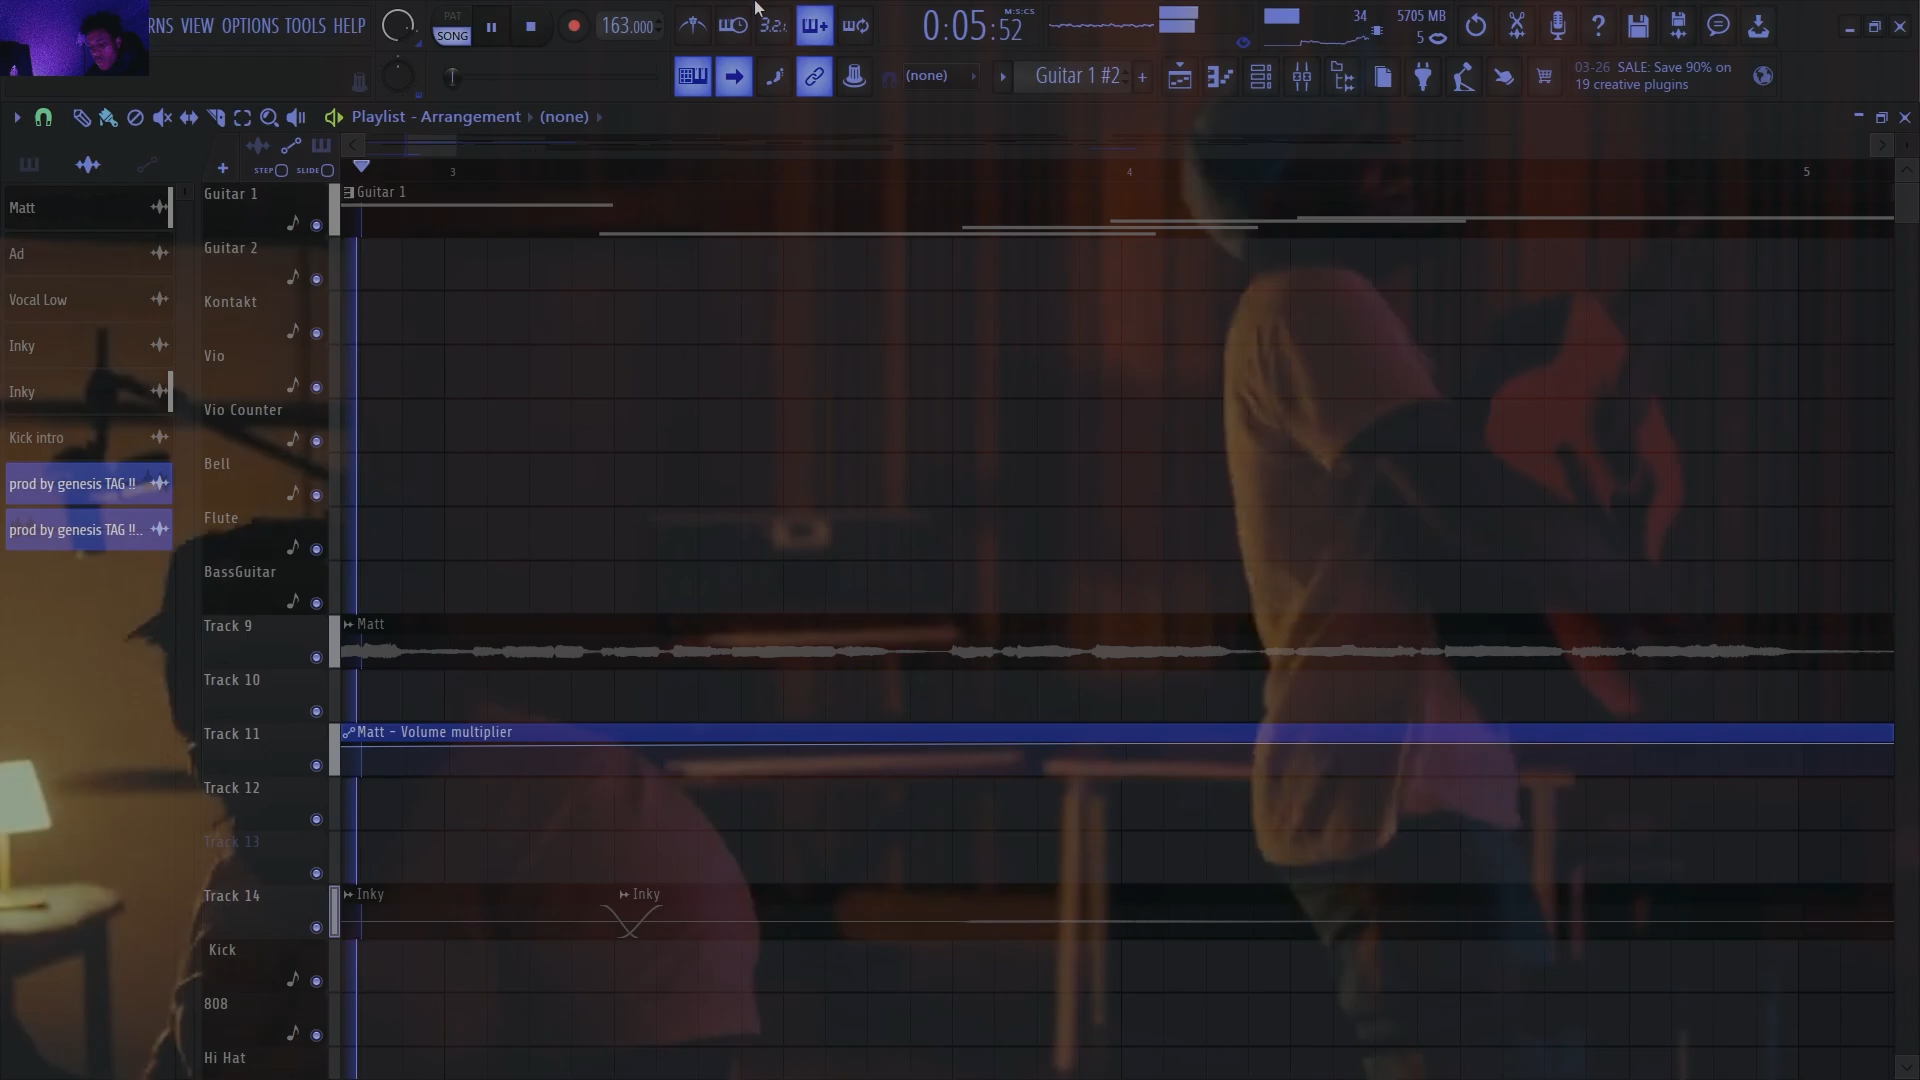 RNS VIEW OPTIONS TOOLS HELP
PAT
SONG
163.000
3.2.
0:05:52
M:S:CS
34
5705 MB
5
(none)
Guitar 1 #2
03-26 SALE: Save 90% on
19 creative plugins
Playlist - Arrangement (none)
STEP
SLIDE
3
4
5
Matt
Ad
Vocal Low
Inky
Inky
Kick intro
prod by genesis TAG !!
prod by genesis TAG !!..
Guitar 1
Guitar 2
Kontakt
Vio
Vio Counter
Bell
Flute
BassGuitar
Track 9
Track 10
Track 11
Track 12
Track 13
Track 14
Kick
808
Hi Hat
Guitar 1
Matt
Matt - Volume multiplier
Inky
Inky